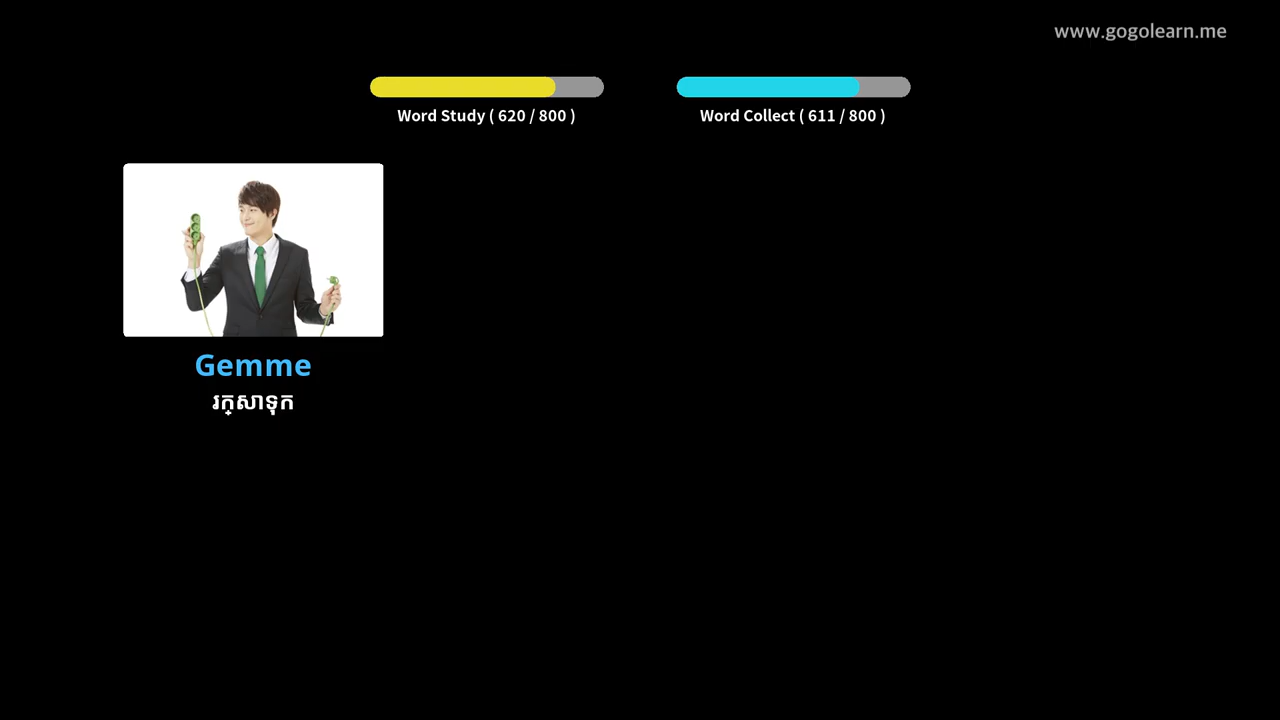 www.gogolearn.me
Word Study ( 620 / 800 )
Word Collect ( 611 / 800 )
Gemme
រក្សាទុក